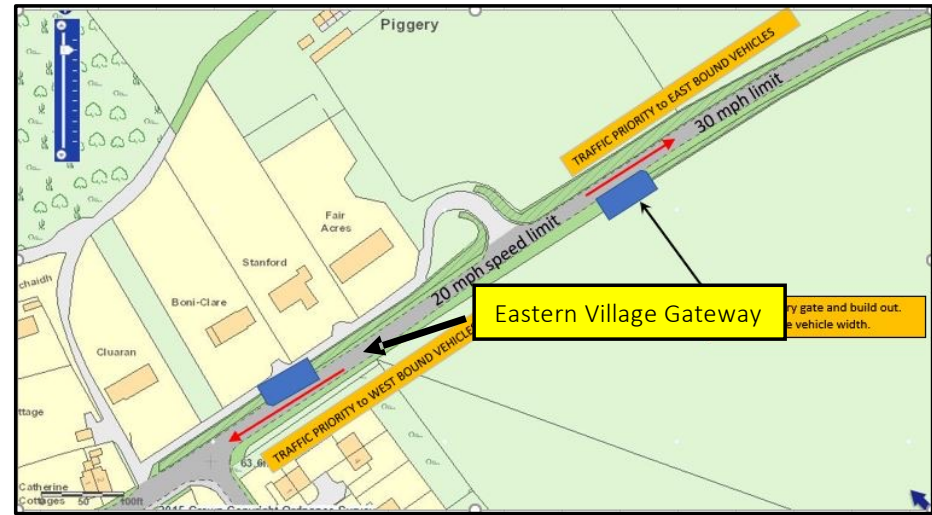 Piggery
TRAFFIC PRIORITY to EAST BOUND VEHICLES
30 mph limit
Fair
Acres
20 mph speed limit
Stanford
Eastern Village Gateway
ry gate and build out.
e vehicle width.
chaidh
Boni-Clare
Cluaran
TRAFFIC PRIORITY to WEST BOUND VEHICLES
ttage
63.6m
Catherine
Cottages
50
100ft
2015 Crown Copyright Ordnance Survey